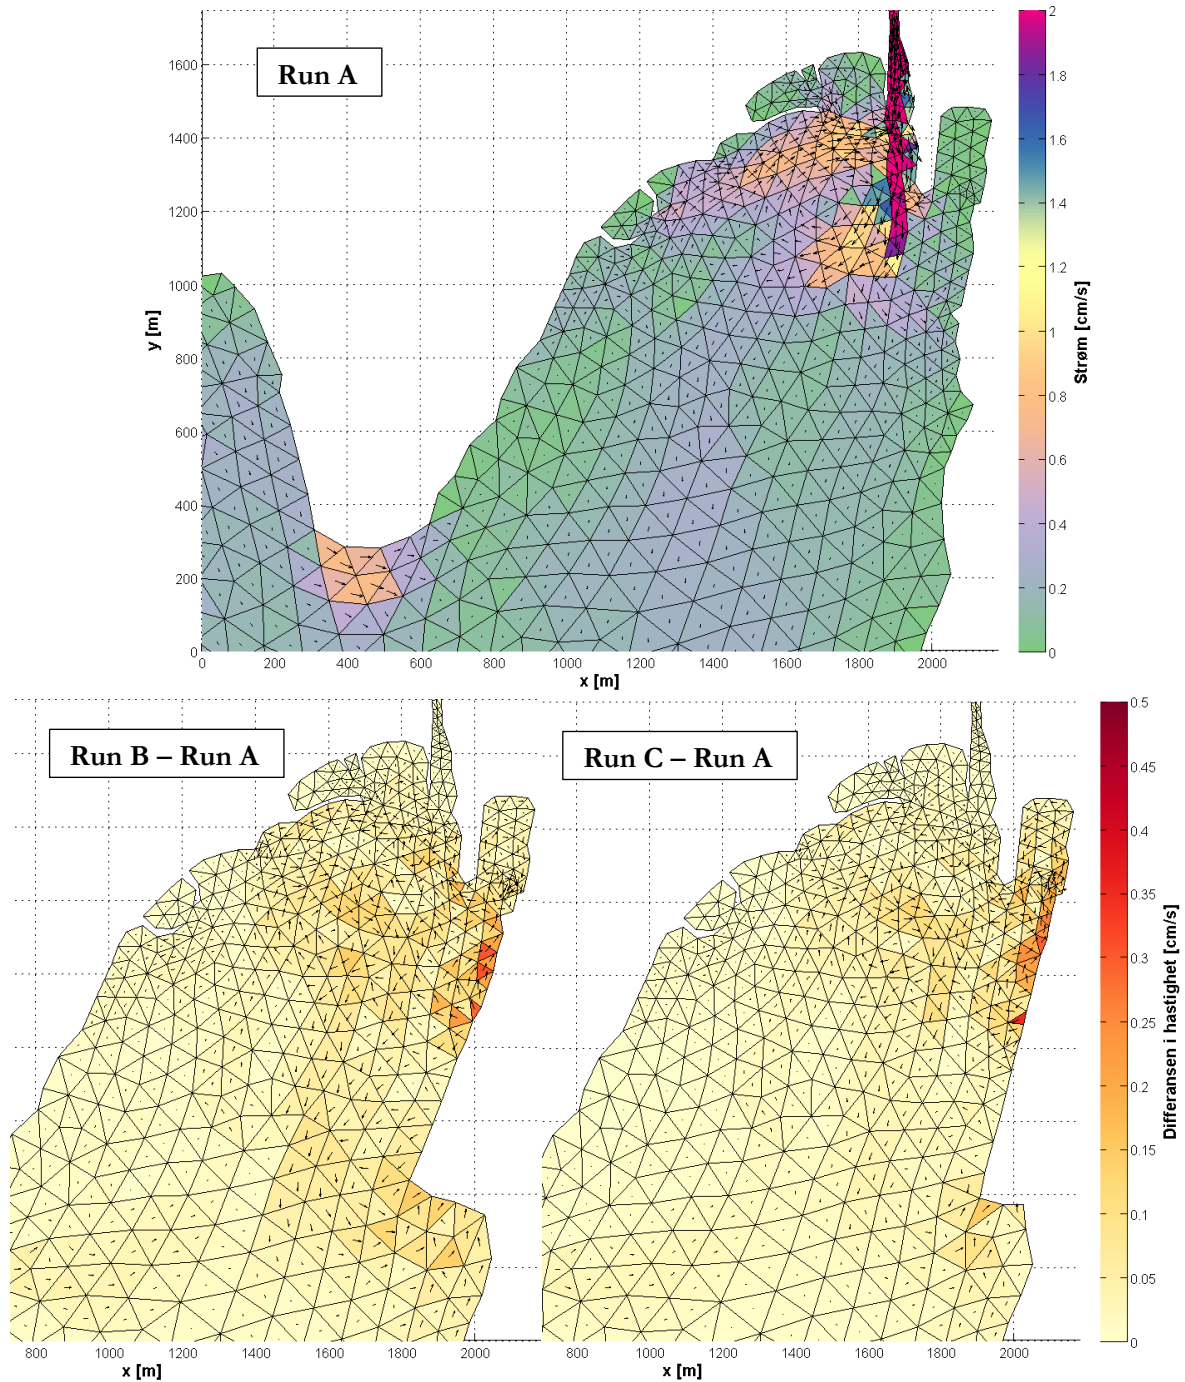 Run A
1600
1400
1200
1000
800
600
400
200
0
y [m]
0 200 400 600 800 1000 1200 1400 1600 1800 2000
x [m]
2
1.8
1.6
1.4
1.2
1
0.8
0.6
0.4
0.2
0
Strøm [cm/s]
Run B – Run A
800 1000 1200 1400 1600 1800 2000
x [m]
Run C – Run A
800 1000 1200 1400 1600 1800 2000
x [m]
0.5
0.45
0.4
0.35
0.3
0.25
0.2
0.15
0.1
0.05
0
Differansen i hastighet [cm/s]